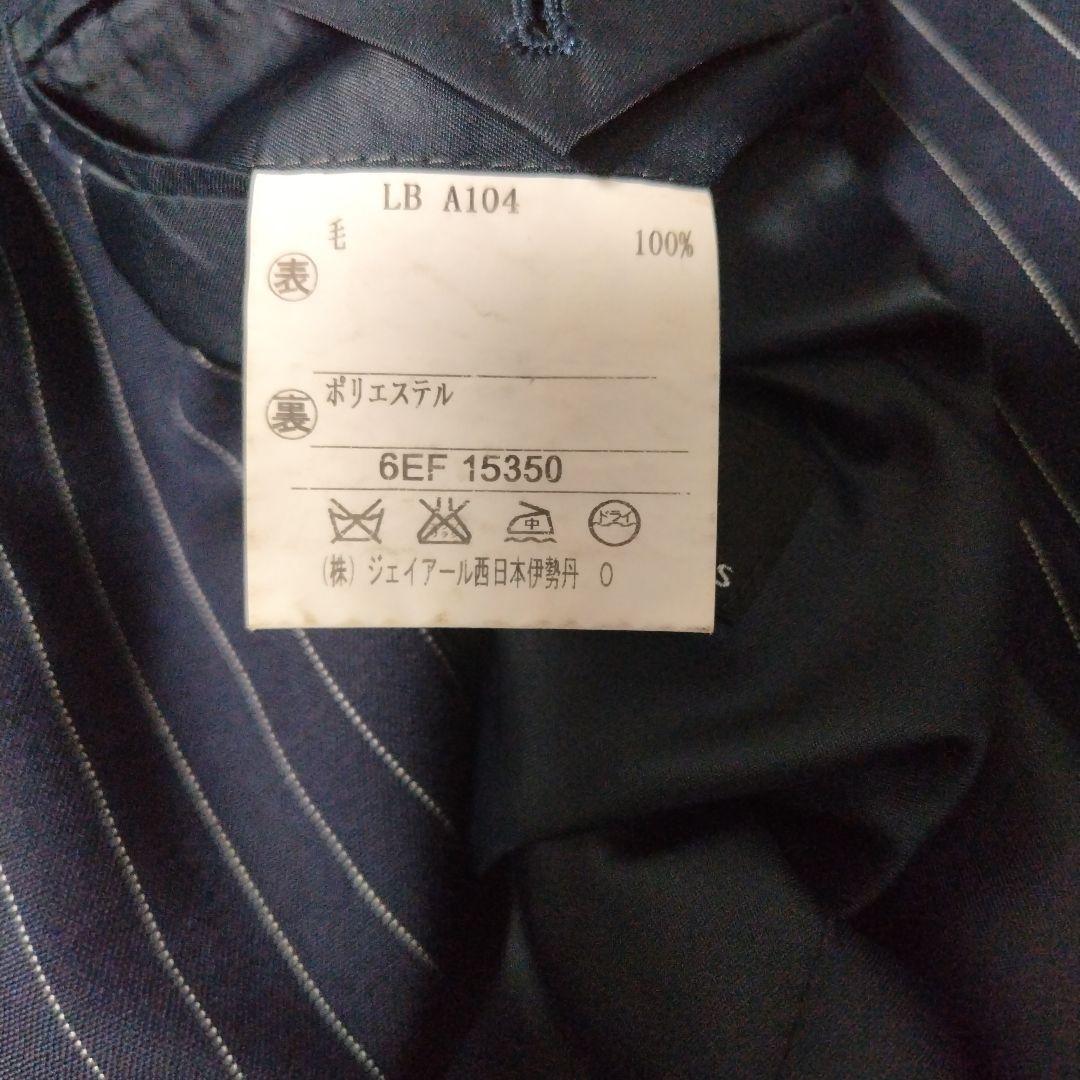 LB A104
毛 100%
表
裏 ポリエステル
6EF 15350
中 ドライ
(株) ジェイアール西日本伊勢丹 O
s